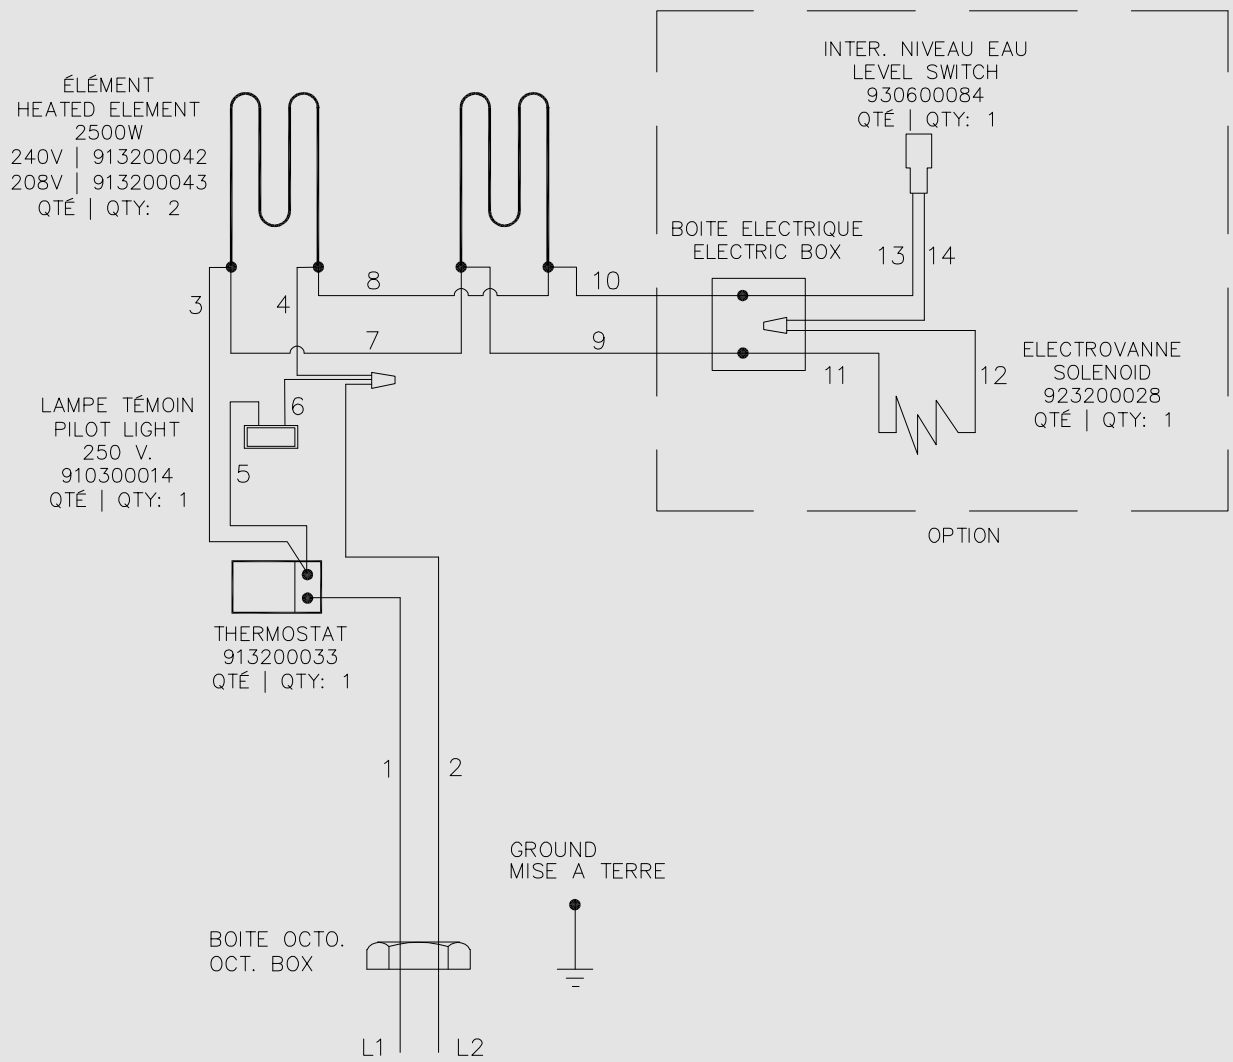 INTER. NIVEAU EAU
LEVEL SWITCH
930600084
QTÉ | QTY: 1
ÉLÉMENT
HEATED ELEMENT
2500W
240V | 913200042
208V | 913200043
QTÉ | QTY: 2
BOITE ELECTRIQUE
ELECTRIC BOX
13
14
3
4
8
10
7
9
11
12
ELECTROVANNE
SOLENOID
923200028
QTÉ | QTY: 1
LAMPE TÉMOIN
PILOT LIGHT
250 V.
910300014
QTÉ | QTY: 1
6
5
OPTION
THERMOSTAT
913200033
QTÉ | QTY: 1
1
2
GROUND
MISE A TERRE
BOITE OCTO.
OCT. BOX
L1
L2